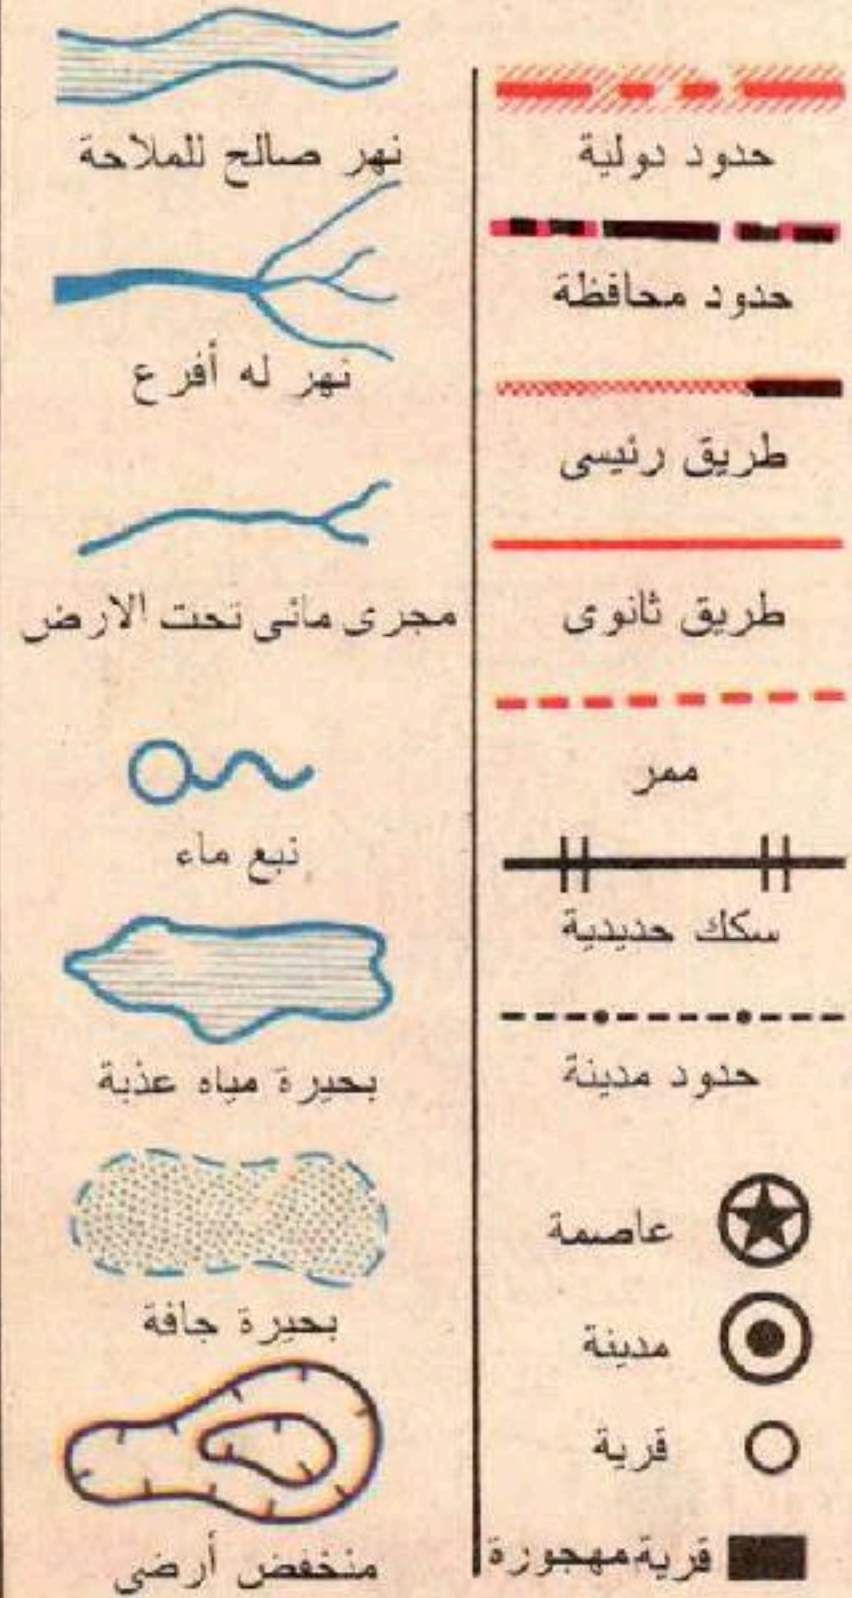 حدود دولية
حدود محافظة
طريق رئيسى
طريق ثانوى
ممر
سكك حديدية
حدود مدينة
عاصمة
مدينة
قرية
قرية مهجورة
نهر صالح للملاحة
نهر له أفرع
مجرى مائى تحت الارض
نبع ماء
بحيرة مياه عذبة
بحيرة جافة
منخفض أرضى